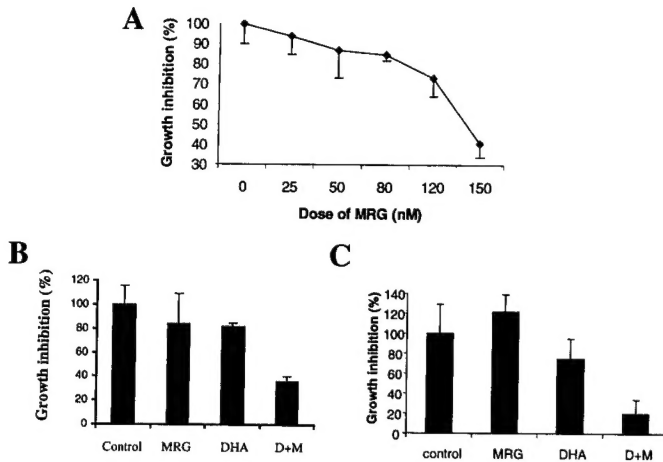 A
Growth inhibition (%)
100
90
80
70
60
50
40
30
0 25 50 80 120 150
Dose of MRG (nM)
B
Growth inhibition (%)
120
100
80
60
40
20
0
Control MRG DHA D+M
C
Growth inhibition (%)
140
120
100
80
60
40
20
0
control MRG DHA D+M